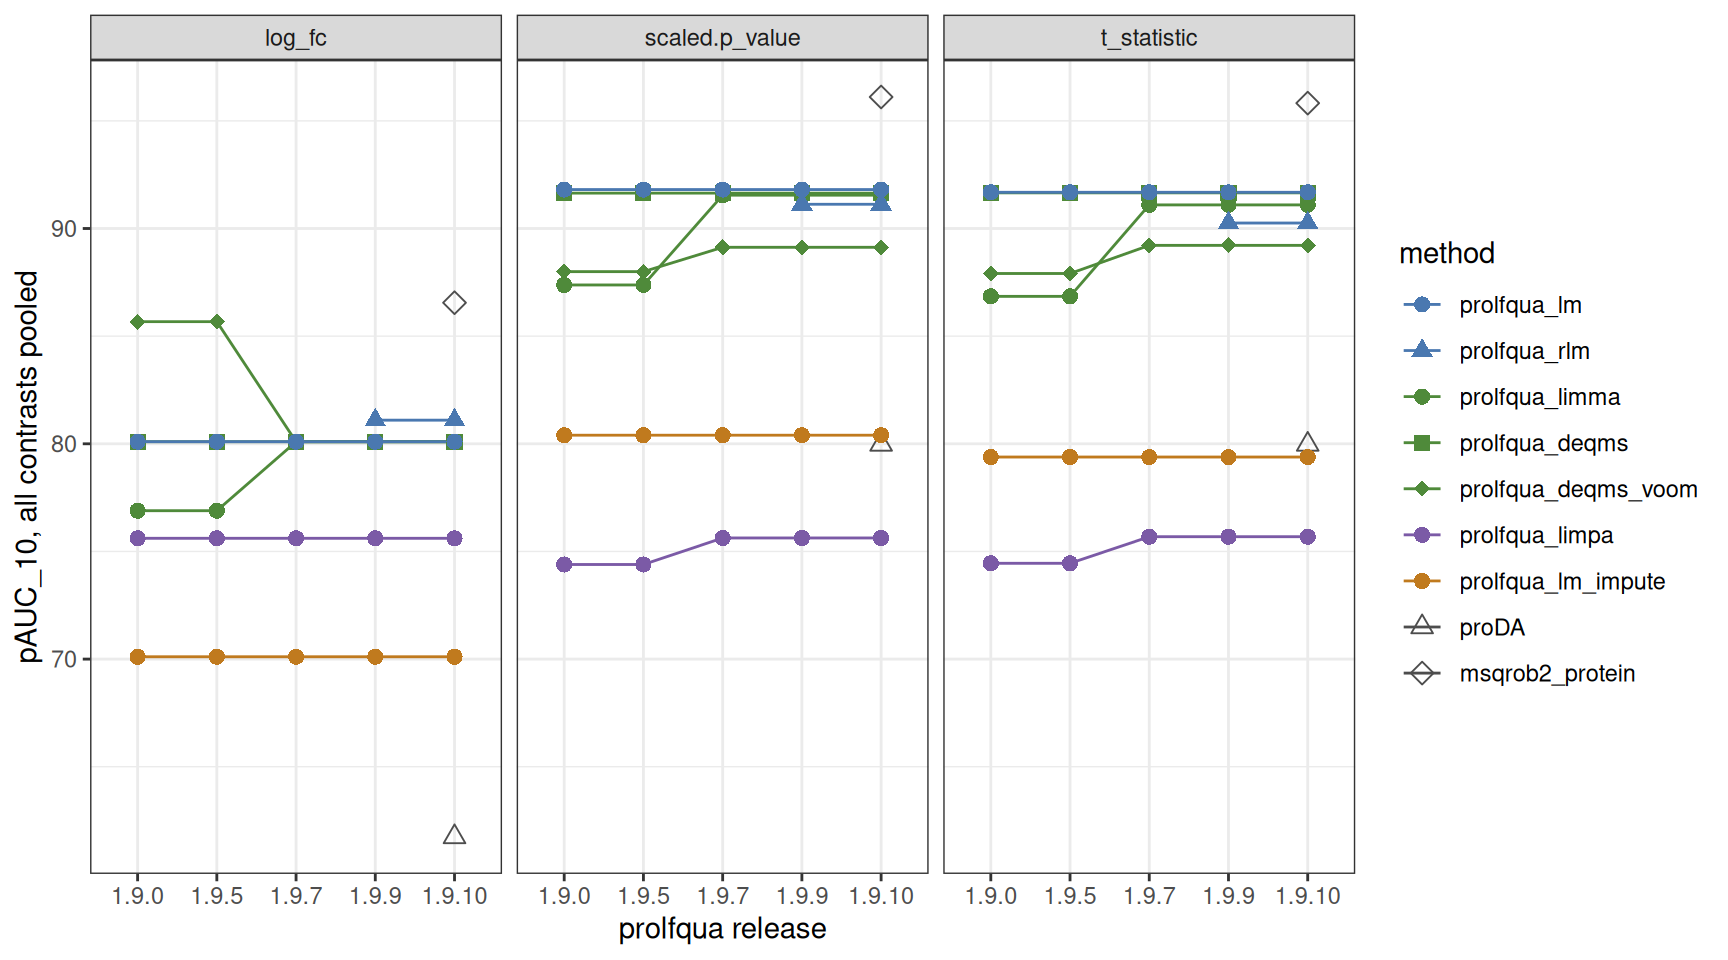 log_fc
scaled.p_value
t_statistic
pAUC_10, all contrasts pooled
90
80
70
1.9.0 1.9.5 1.9.7 1.9.9 1.9.10
1.9.0 1.9.5 1.9.7 1.9.9 1.9.10
1.9.0 1.9.5 1.9.7 1.9.9 1.9.10
prolfqua release
method
prolfqua_lm
prolfqua_rlm
prolfqua_limma
prolfqua_deqms
prolfqua_deqms_voom
prolfqua_limpa
prolfqua_lm_impute
proDA
msqrob2_protein